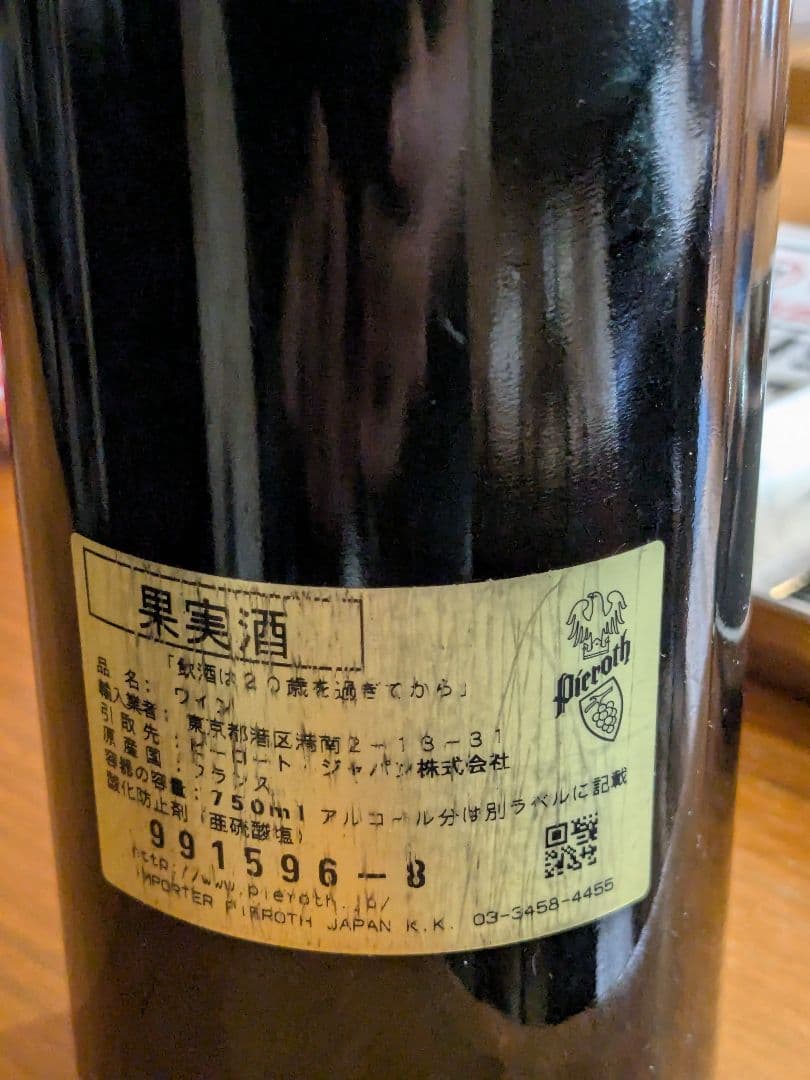 果実酒
「飲酒は20歳を過ぎてから」
品名:ワイン
輸入業者: 東京都港区港南2-18-31
引取先:ピーロート・ジャパン株式会社
原産国:フランス
容器の容量:750ml アルコール分は別ラベルに記載
酸化防止剤(亜硫酸塩)
991596-8
http://www.pieroth.jp/
IMPORTER PIEROTH JAPAN K.K. 03-3458-4455
Pieroth